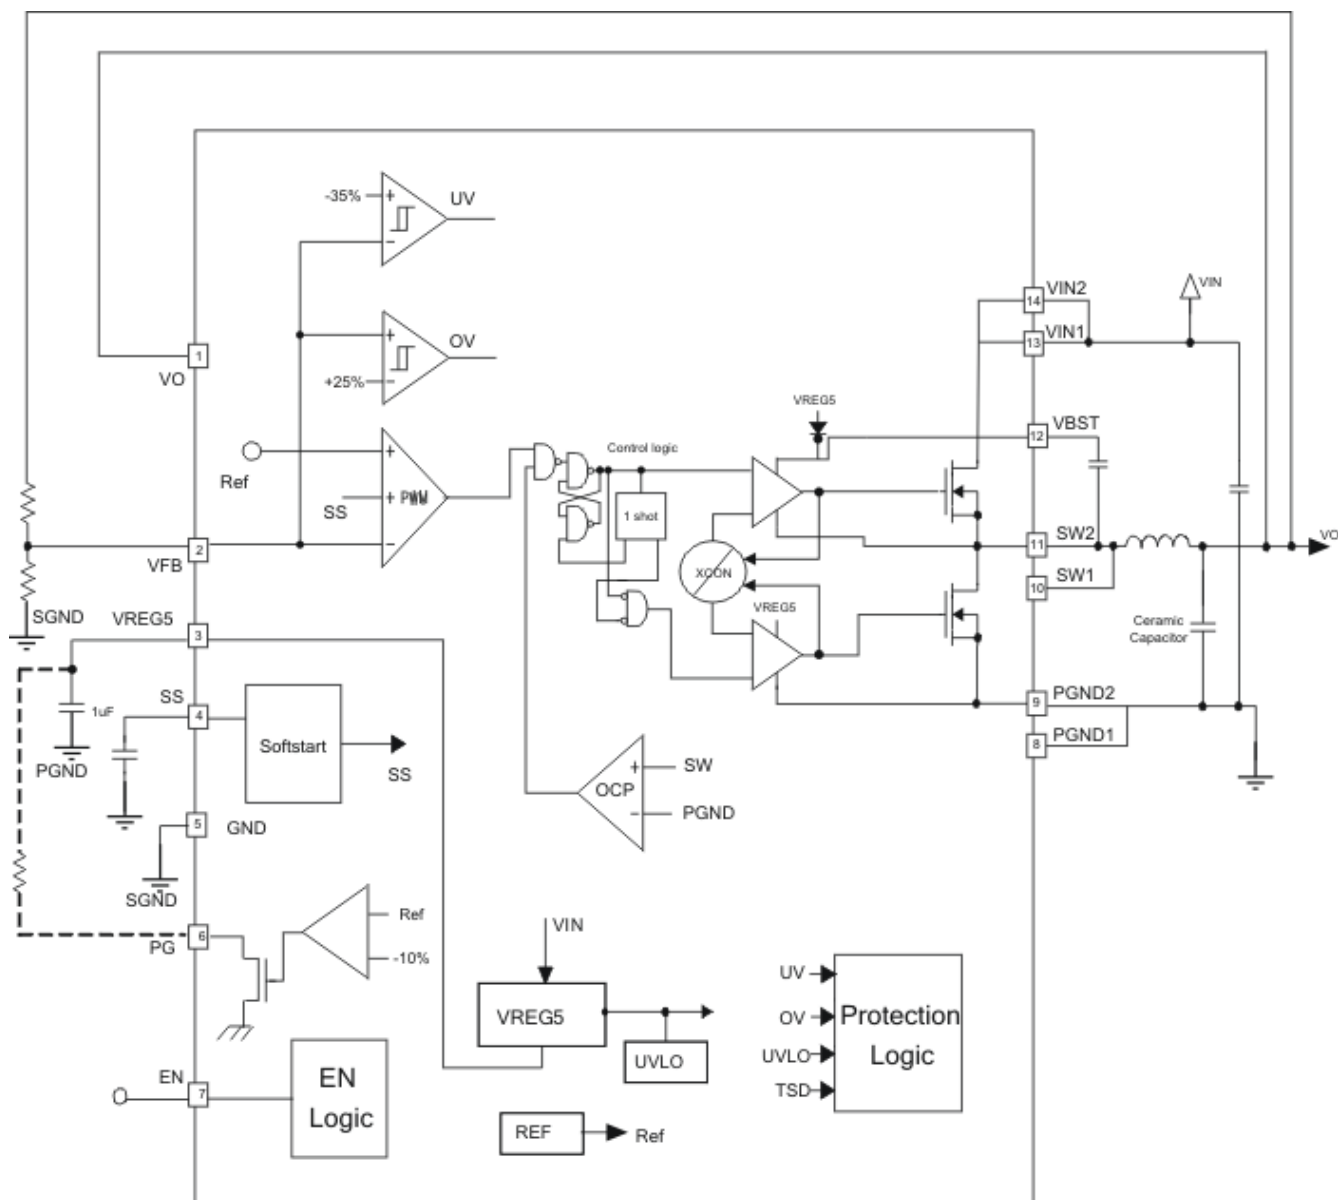 -35%
+
-
UV
+
+25%
-
OV
VIN
14
VIN2
13
VIN1
1
VO
VREG5
12
VBST
Ref
+
SS
+
PWM
-
Control logic
1 shot
XCON
11
SW2
VO
10
SW1
2
VFB
SGND
VREG5
3
VREG5
Ceramic
Capacitor
1uF
PGND
SS
4
Softstart
SS
9
PGND2
8
PGND1
OCP
+
SW
-
PGND
5
GND
SGND
6
PG
Ref
-10%
VIN
VREG5
UVLO
UV
OV
UVLO
TSD
Protection
Logic
EN
7
EN
Logic
REF
Ref